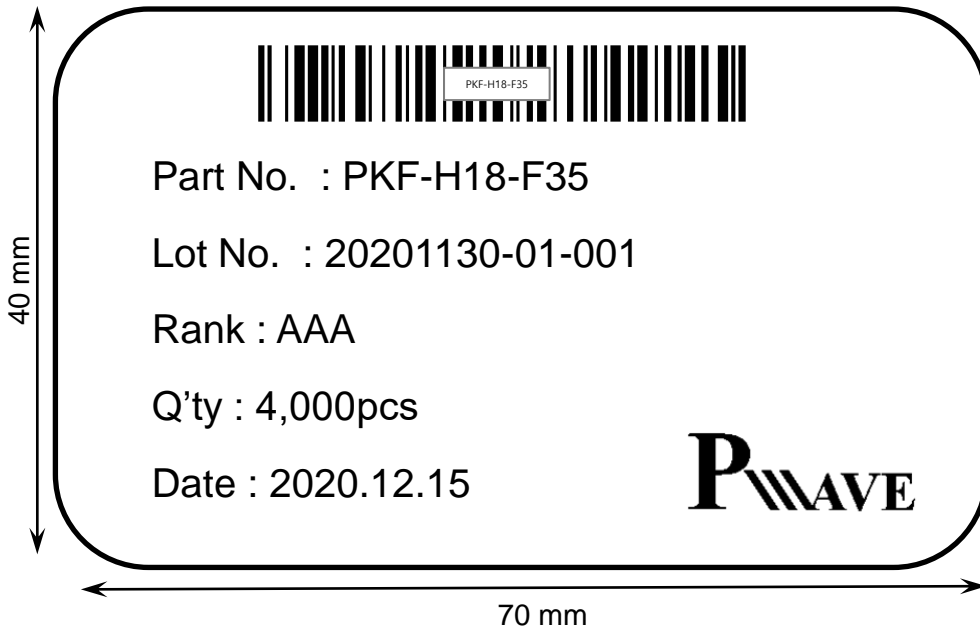 PKF-H18-F35
Part No. : PKF-H18-F35
Lot No. : 20201130-01-001
Rank : AAA
Q’ty : 4,000pcs
Date : 2020.12.15
PWAVE
40 mm
70 mm